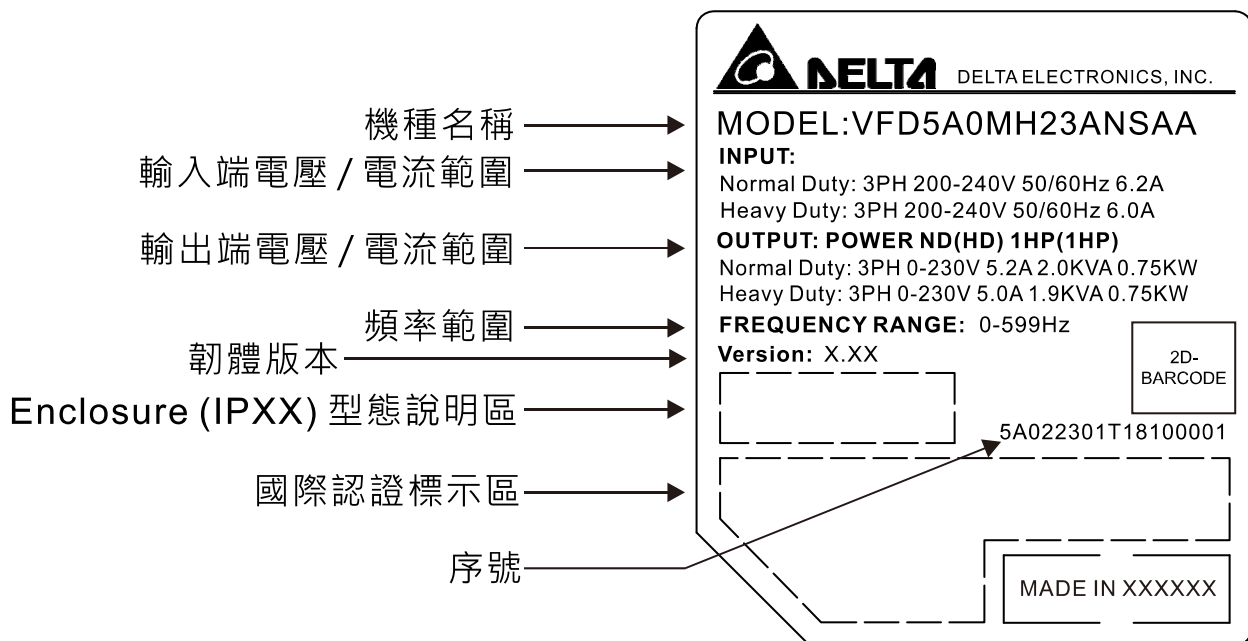 DELTA DELTA ELECTRONICS, INC.
機種名稱 MODEL:VFD5A0MH23ANSAA
輸入端電壓 / 電流範圍 INPUT:
Normal Duty: 3PH 200-240V 50/60Hz 6.2A
Heavy Duty: 3PH 200-240V 50/60Hz 6.0A
輸出端電壓 / 電流範圍 OUTPUT: POWER ND(HD) 1HP(1HP)
Normal Duty: 3PH 0-230V 5.2A 2.0KVA 0.75KW
Heavy Duty: 3PH 0-230V 5.0A 1.9KVA 0.75KW
頻率範圍 FREQUENCY RANGE: 0-599Hz
韌體版本 Version: X.XX
2D-
BARCODE
Enclosure (IPXX) 型態說明區
5A022301T18100001
國際認證標示區
序號
MADE IN XXXXXX